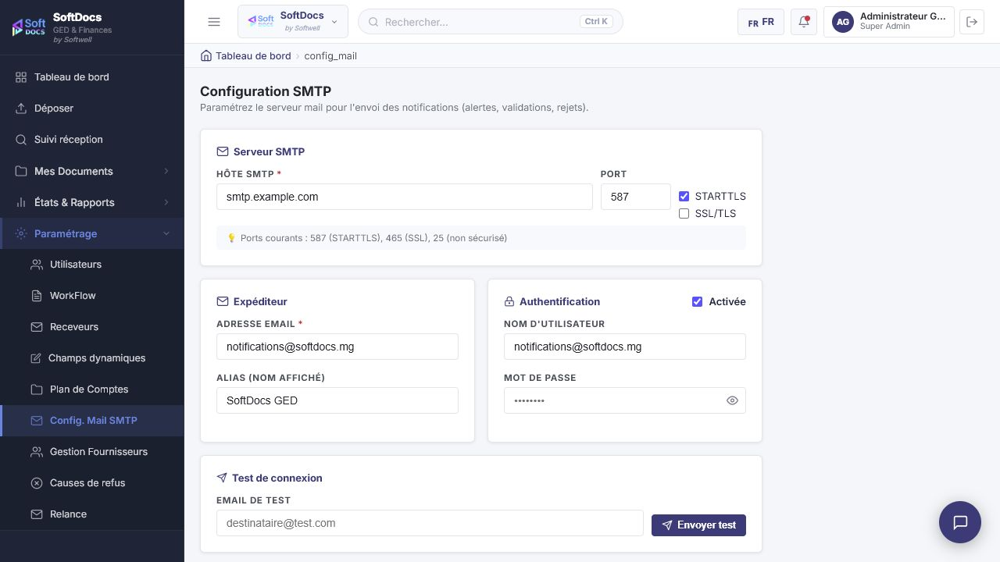 Soft
DOCS
SoftDocs
GED & Finances
by Softwell
Tableau de bord
Déposer
Suivi réception
Mes Documents
États & Rapports
Paramétrage
Utilisateurs
WorkFlow
Receveurs
Champs dynamiques
Plan de Comptes
Config. Mail SMTP
Gestion Fournisseurs
Causes de refus
Relance
Soft
DOCS
SoftDocs
by Softwell
Rechercher...
Ctrl K
FR FR
AG
Administrateur G...
Super Admin
Tableau de bord › config_mail
Configuration SMTP
Paramétrez le serveur mail pour l'envoi des notifications (alertes, validations, rejets).
Serveur SMTP
HÔTE SMTP *
PORT
smtp.example.com
587
STARTTLS
SSL/TLS
Ports courants : 587 (STARTTLS), 465 (SSL), 25 (non sécurisé)
Expéditeur
ADRESSE EMAIL *
notifications@softdocs.mg
ALIAS (NOM AFFICHÉ)
SoftDocs GED
Authentification
Activée
NOM D'UTILISATEUR
notifications@softdocs.mg
MOT DE PASSE
••••••••
Test de connexion
EMAIL DE TEST
destinataire@test.com
Envoyer test